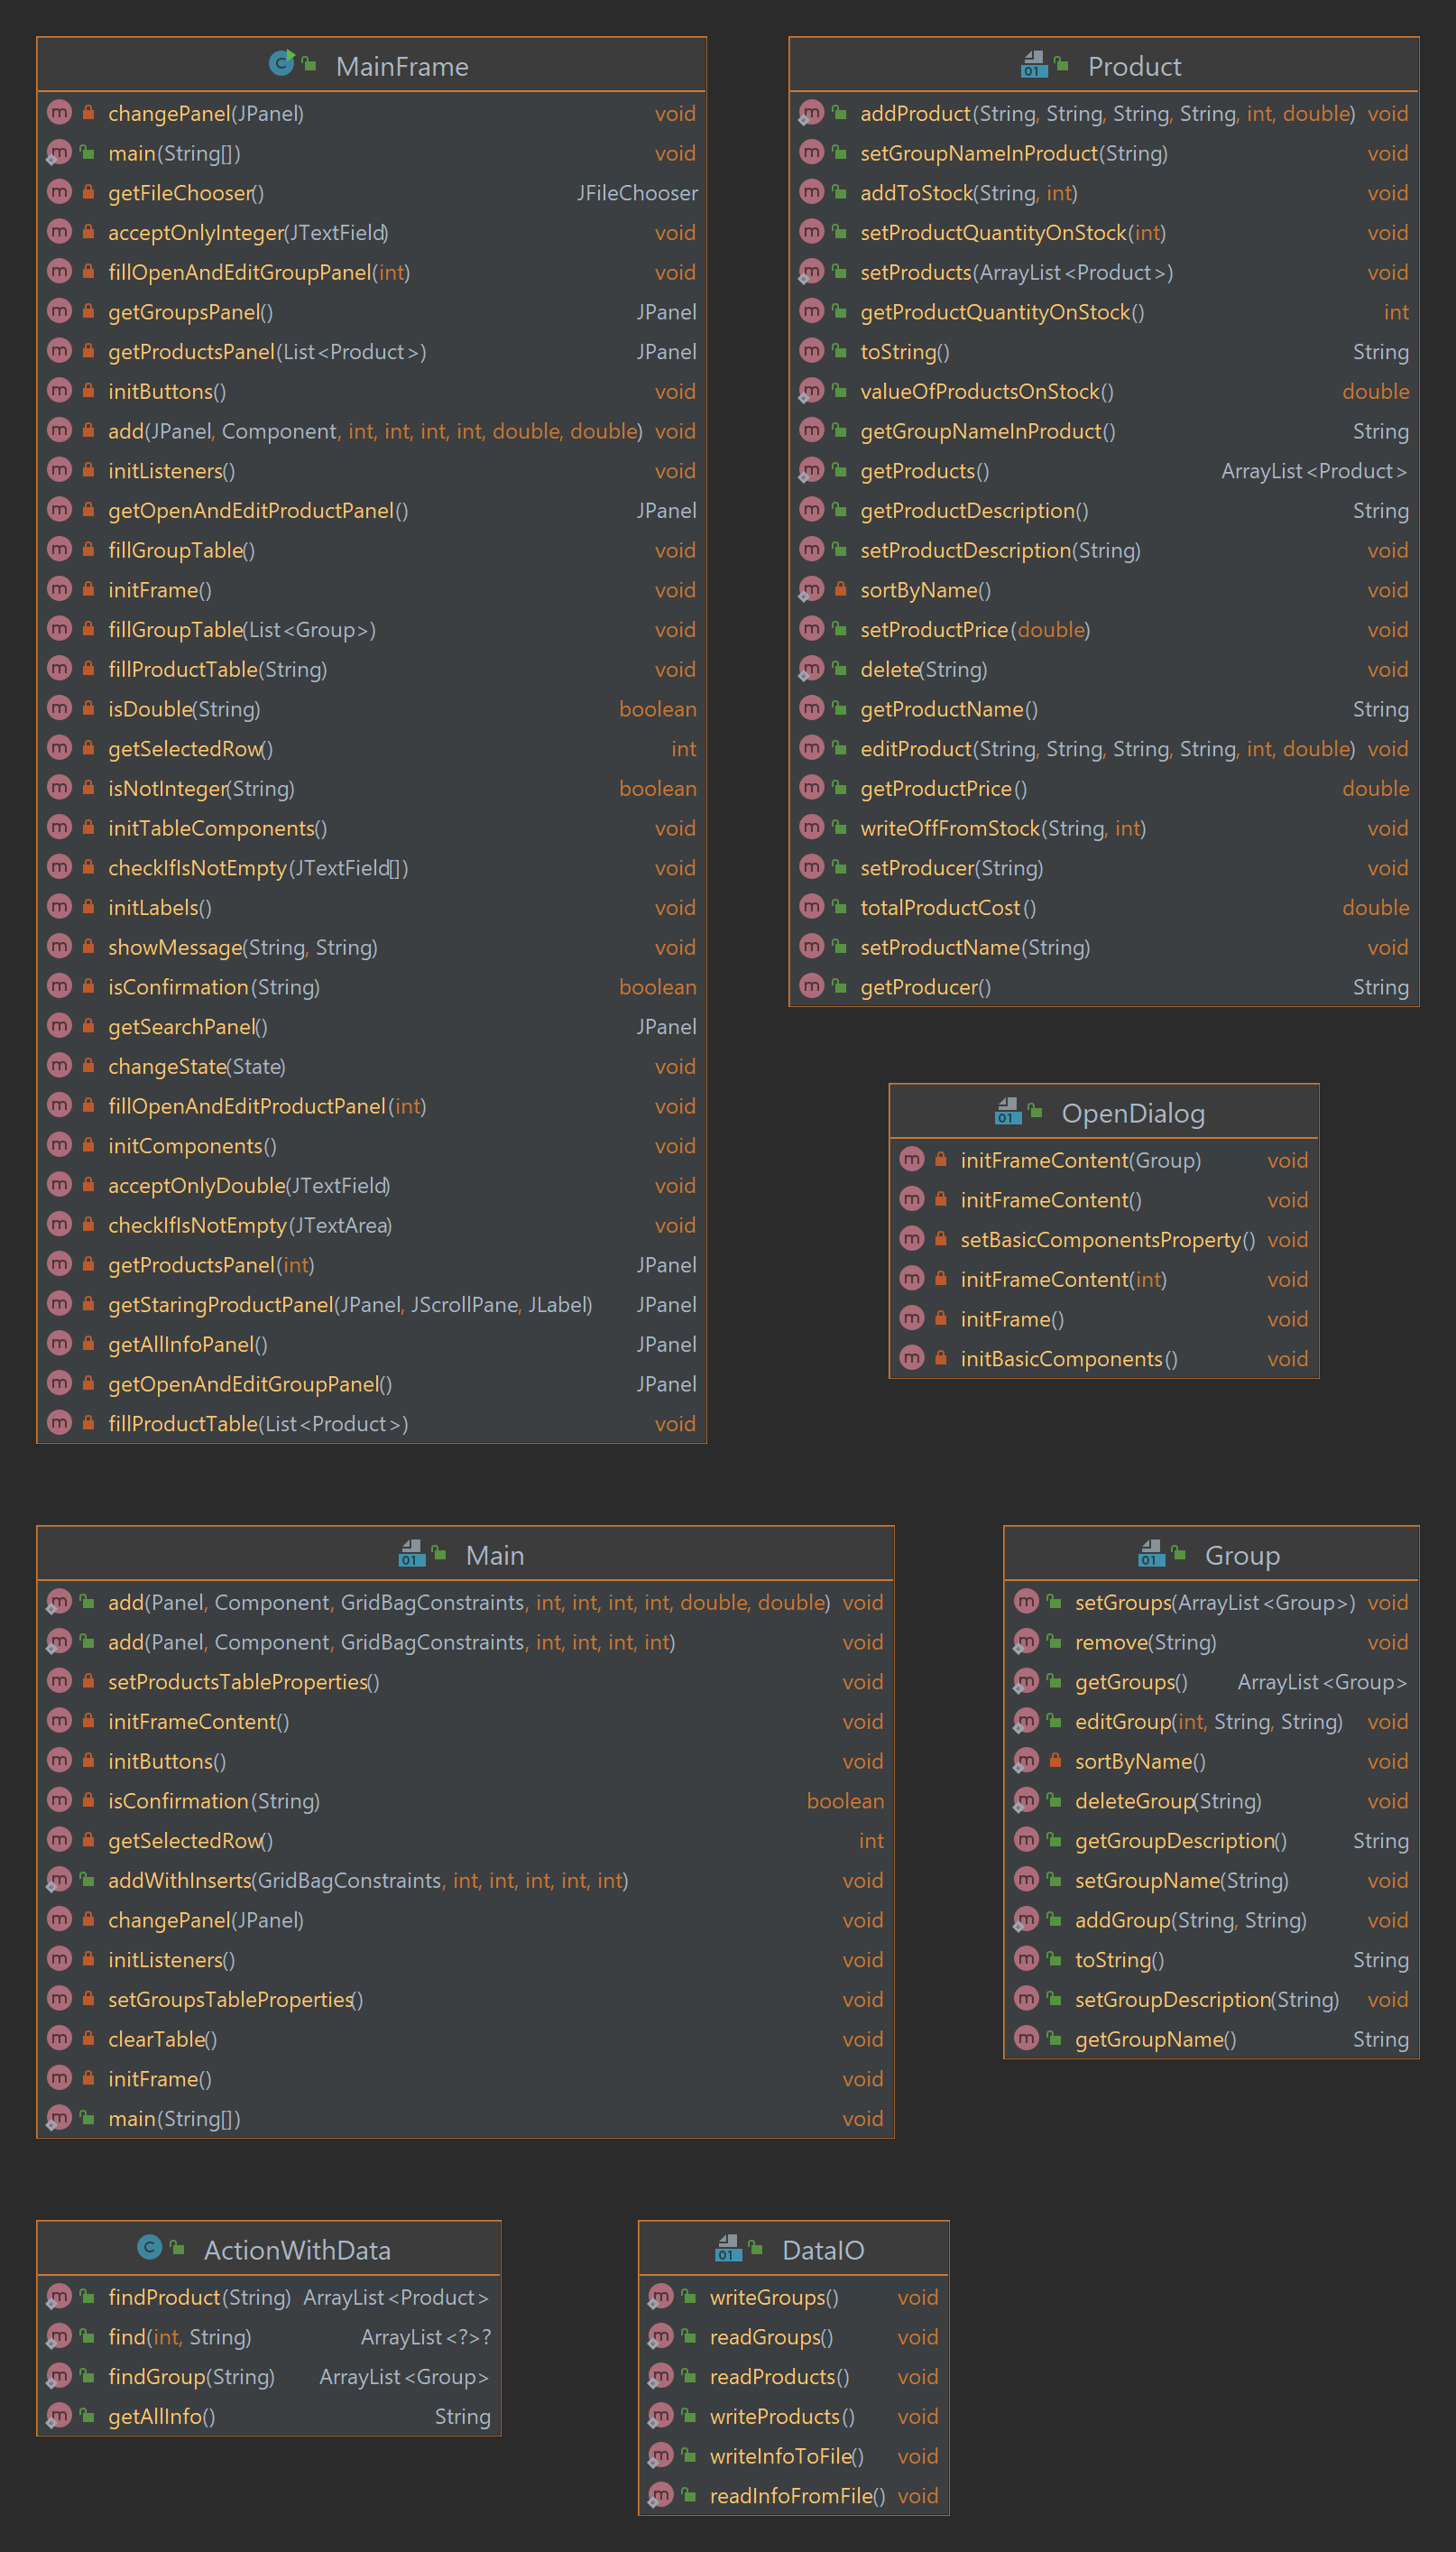 MainFrame
changePanel(JPanel) void
main(String[]) void
getFileChooser() JFileChooser
acceptOnlyInteger(JTextField) void
fillOpenAndEditGroupPanel(int) void
getGroupsPanel() JPanel
getProductsPanel(List<Product>) JPanel
initButtons() void
add(JPanel, Component, int, int, int, int, double, double) void
initListeners() void
getOpenAndEditProductPanel() JPanel
fillGroupTable() void
initFrame() void
fillGroupTable(List<Group>) void
fillProductTable(String) void
isDouble(String) boolean
getSelectedRow() int
isNotInteger(String) boolean
initTableComponents() void
checkIfIsNotEmpty(JTextField[]) void
initLabels() void
showMessage(String, String) void
isConfirmation(String) boolean
getSearchPanel() JPanel
changeState(State) void
fillOpenAndEditProductPanel(int) void
initComponents() void
acceptOnlyDouble(JTextField) void
checkIfIsNotEmpty(JTextArea) void
getProductsPanel(int) JPanel
getStaringProductPanel(JPanel, JScrollPane, JLabel) JPanel
getAllInfoPanel() JPanel
getOpenAndEditGroupPanel() JPanel
fillProductTable(List<Product>) void
01 Product
addProduct(String, String, String, String, int, double) void
setGroupNameInProduct(String) void
addToStock(String, int) void
setProductQuantityOnStock(int) void
setProducts(ArrayList<Product>) void
getProductQuantityOnStock() int
toString() String
valueOfProductsOnStock() double
getGroupNameInProduct() String
getProducts() ArrayList<Product>
getProductDescription() String
setProductDescription(String) void
sortByName() void
setProductPrice(double) void
delete(String) void
getProductName() String
editProduct(String, String, String, String, int, double) void
getProductPrice() double
writeOffFromStock(String, int) void
setProducer(String) void
totalProductCost() double
setProductName(String) void
getProducer() String
01 OpenDialog
initFrameContent(Group) void
initFrameContent() void
setBasicComponentsProperty() void
initFrameContent(int) void
initFrame() void
initBasicComponents() void
01 Main
add(Panel, Component, GridBagConstraints, int, int, int, int, double, double) void
add(Panel, Component, GridBagConstraints, int, int, int, int) void
setProductsTableProperties() void
initFrameContent() void
initButtons() void
isConfirmation(String) boolean
getSelectedRow() int
addWithInserts(GridBagConstraints, int, int, int, int, int) void
changePanel(JPanel) void
initListeners() void
setGroupsTableProperties() void
clearTable() void
initFrame() void
main(String[]) void
01 Group
setGroups(ArrayList<Group>) void
remove(String) void
getGroups() ArrayList<Group>
editGroup(int, String, String) void
sortByName() void
deleteGroup(String) void
getGroupDescription() String
setGroupName(String) void
addGroup(String, String) void
toString() String
setGroupDescription(String) void
getGroupName() String
ActionWithData
findProduct(String) ArrayList<Product>
find(int, String) ArrayList<?>?
findGroup(String) ArrayList<Group>
getAllInfo() String
01 DataIO
writeGroups() void
readGroups() void
readProducts() void
writeProducts() void
writeInfoToFile() void
readInfoFromFile() void